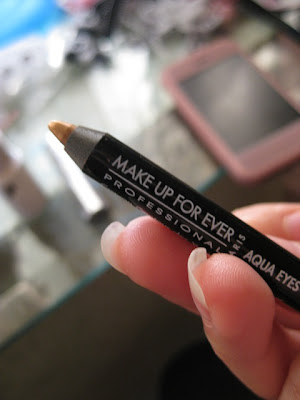 MAKE UP FOR EVER
PROFESSIONAL
AQUA EYES